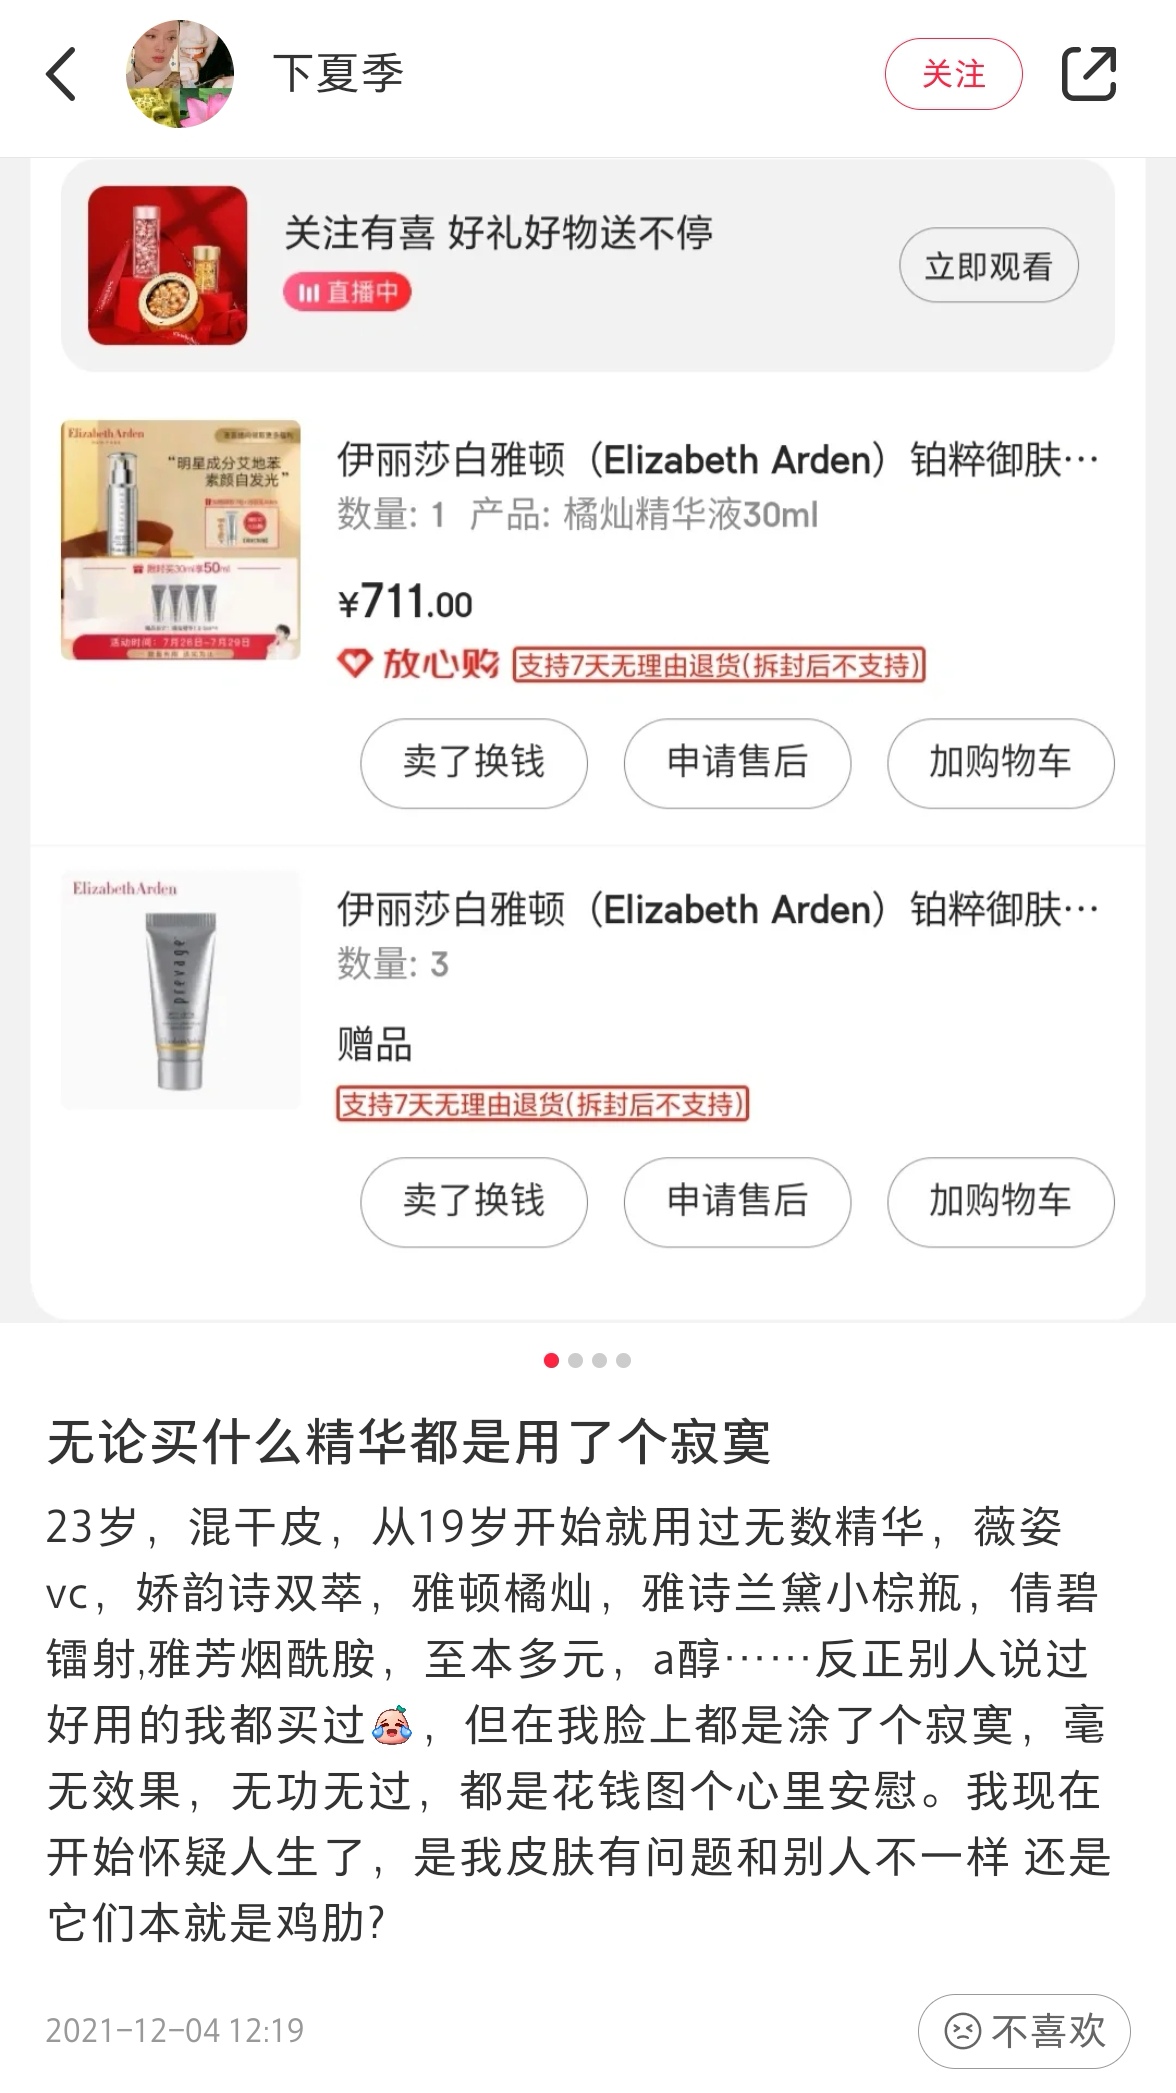 下夏季
关注
关注有喜 好礼好物送不停
直播中
立即观看
Elizabeth Arden
“明星成分艾地苯
素颜自发光”
限时买30ml享50ml
活动时间：7月26日-7月29日
伊丽莎白雅顿（Elizabeth Arden）铂粹御肤…
数量: 1 产品: 橘灿精华液30ml
¥711.00
放心购 支持7天无理由退货(拆封后不支持)
卖了换钱 申请售后 加购物车
Elizabeth Arden
prevage
伊丽莎白雅顿（Elizabeth Arden）铂粹御肤…
数量: 3
赠品
支持7天无理由退货(拆封后不支持)
卖了换钱 申请售后 加购物车
无论买什么精华都是用了个寂寞
23岁，混干皮，从19岁开始就用过无数精华，薇姿
vc，娇韵诗双萃，雅顿橘灿，雅诗兰黛小棕瓶，倩碧
镭射,雅芳烟酰胺，至本多元，a醇……反正别人说过
好用的我都买过，但在我脸上都是涂了个寂寞，毫
无效果，无功无过，都是花钱图个心里安慰。我现在
开始怀疑人生了，是我皮肤有问题和别人不一样 还是
它们本就是鸡肋?
2021-12-04 12:19
不喜欢